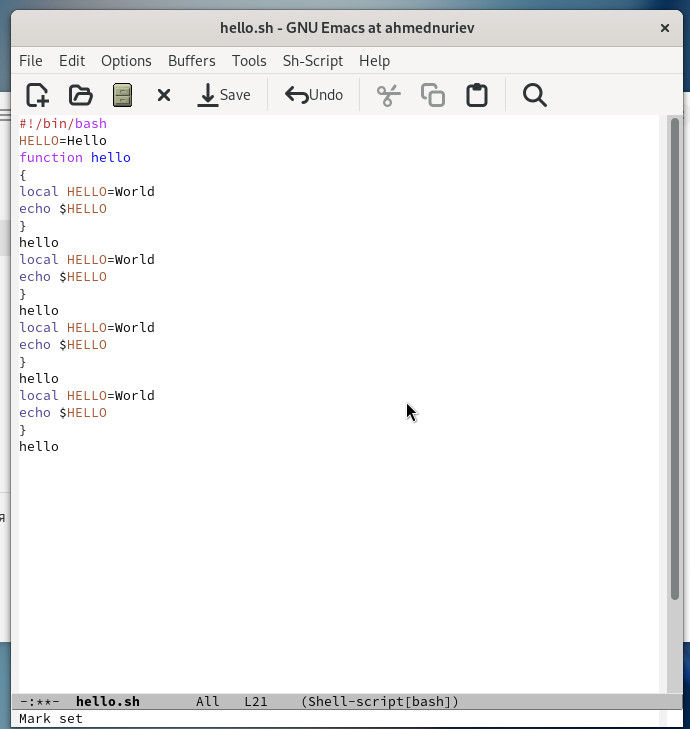 hello.sh - GNU Emacs at ahmednuriev
File Edit Options Buffers Tools Sh-Script Help
Save Undo
#!/bin/bash
HELLO=Hello
function hello
{
local HELLO=World
echo $HELLO
}
hello
local HELLO=World
echo $HELLO
}
hello
local HELLO=World
echo $HELLO
}
hello
local HELLO=World
echo $HELLO
}
hello
я
-:**- hello.sh All L21 (Shell-script[bash])
Mark set